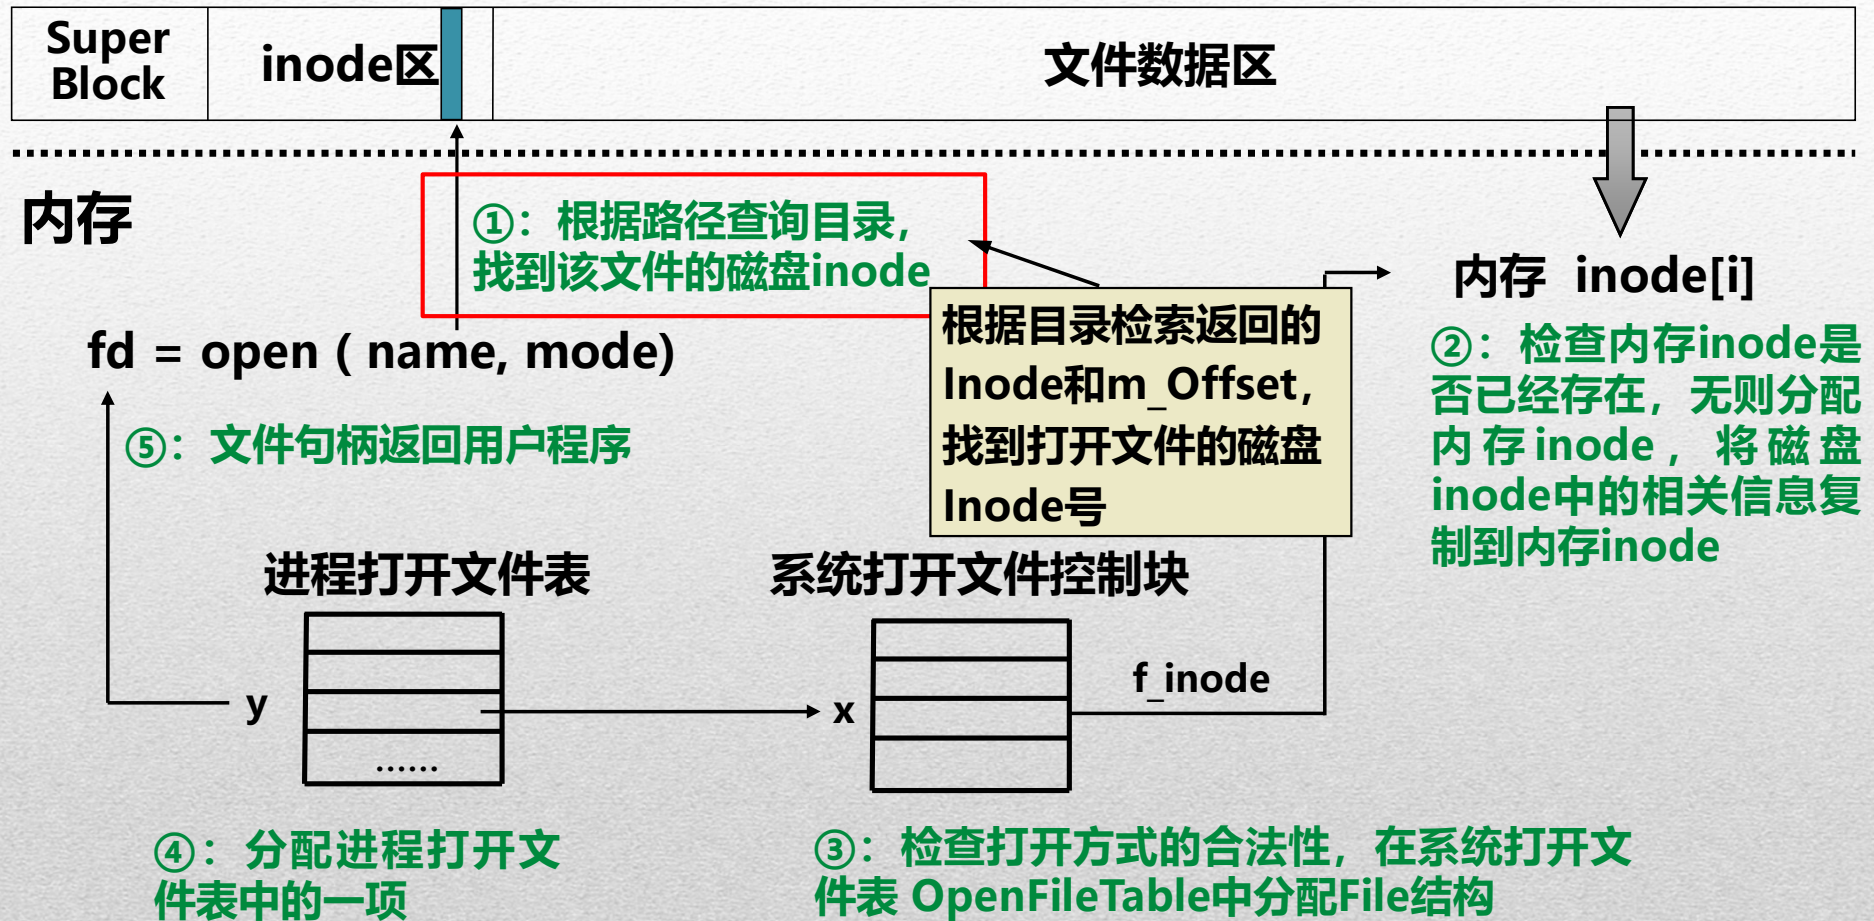 Super
Block
inode区
文件数据区
内存
①：根据路径查询目录，
找到该文件的磁盘inode
fd = open ( name, mode)
⑤：文件句柄返回用户程序
根据目录检索返回的
Inode和m_Offset，
找到打开文件的磁盘
Inode号
内存 inode[i]
②：检查内存inode是
否已经存在，无则分配
内存inode，将磁盘
inode中的相关信息复
制到内存inode
进程打开文件表
系统打开文件控制块
y
x
f_inode
......
④：分配进程打开文
件表中的一项
③：检查打开方式的合法性，在系统打开文
件表 OpenFileTable中分配File结构